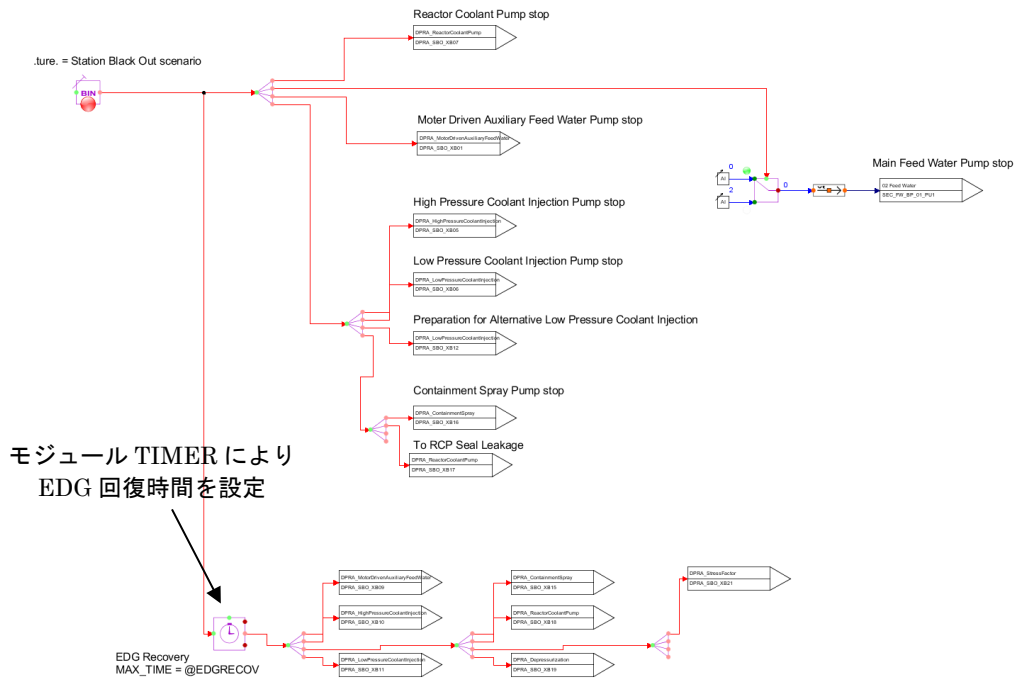 Reactor Coolant Pump stop
DPRA_ReactorCoolantPump
DPRA_SBO_XB07
.ture. = Station Black Out scenario
BIN
Moter Driven Auxiliary Feed Water Pump stop
DPRA_MotorDrivenAuxiliaryFeedWater
DPRA_SBO_XB01
Main Feed Water Pump stop
0
AI
2
AI
0
02 Feed Water
SEC_FW_BP_01_PU1
High Pressure Coolant Injection Pump stop
DPRA_HighPressureCoolantInjection
DPRA_SBO_XB05
Low Pressure Coolant Injection Pump stop
DPRA_LowPressureCoolantInjection
DPRA_SBO_XB06
Preparation for Alternative Low Pressure Coolant Injection
DPRA_LowPressureCoolantInjection
DPRA_SBO_XB12
Containment Spray Pump stop
DPRA_ContainmentSpray
DPRA_SBO_XB16
To RCP Seal Leakage
DPRA_ReactorCoolantPump
DPRA_SBO_XB17
モジュール TIMER により
EDG 回復時間を設定
EDG Recovery
MAX_TIME = @EDGRECOV
DPRA_MotorDrivenAuxiliaryFeedWater
DPRA_SBO_XB09
DPRA_HighPressureCoolantInjection
DPRA_SBO_XB10
DPRA_LowPressureCoolantInjection
DPRA_SBO_XB11
DPRA_ContainmentSpray
DPRA_SBO_XB15
DPRA_ReactorCoolantPump
DPRA_SBO_XB18
DPRA_Depressurization
DPRA_SBO_XB19
DPRA_StressFactor
DPRA_SBO_XB21